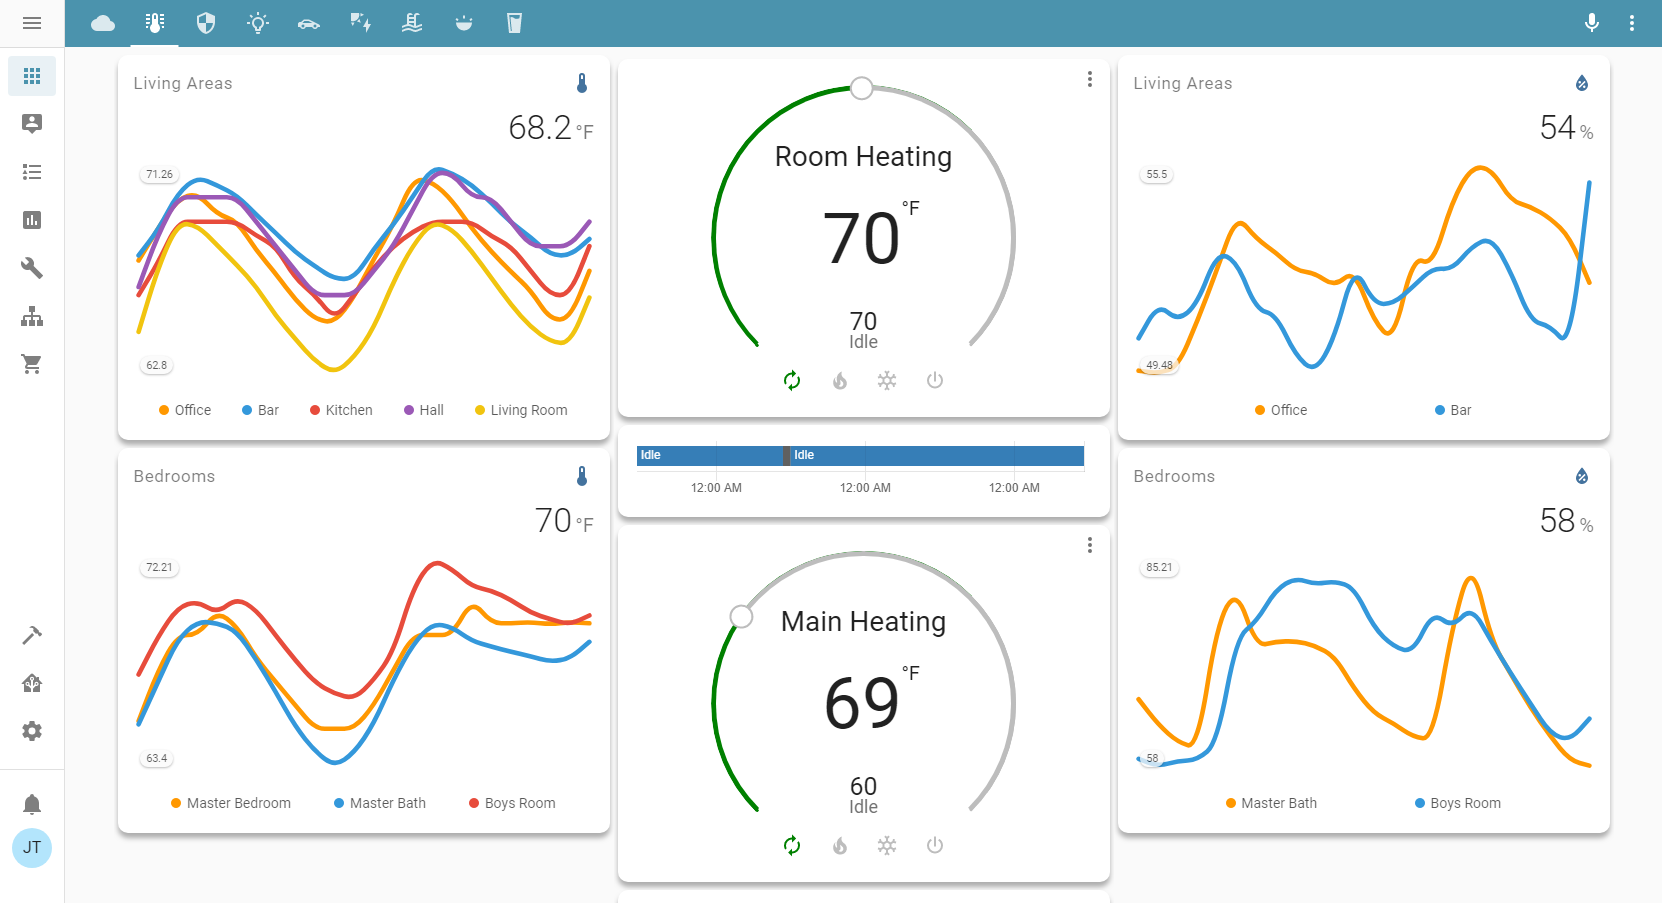 Living Areas
68.2 °F
71.26
62.8
Office Bar Kitchen Hall Living Room
Bedrooms
70 °F
72.21
63.4
Master Bedroom Master Bath Boys Room
Room Heating
70 °F
70
Idle
Idle Idle
12:00 AM 12:00 AM 12:00 AM
Main Heating
69 °F
60
Idle
Living Areas
54 %
55.5
49.48
Office Bar
Bedrooms
58 %
85.21
58
Master Bath Boys Room
JT